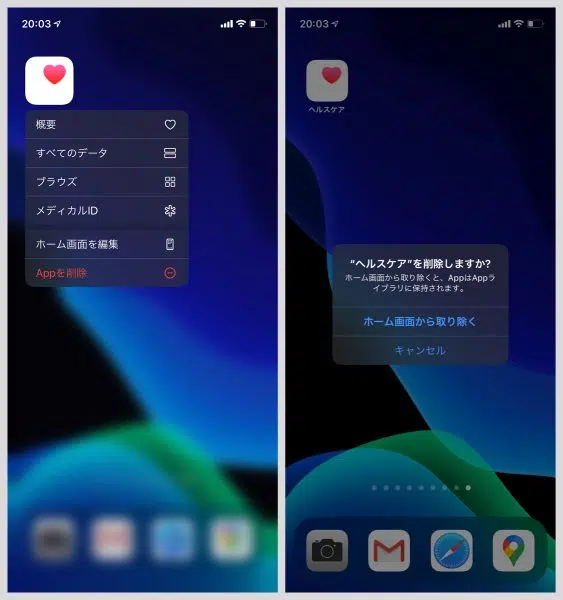 20:03
概要
すべてのデータ
ブラウズ
メディカルID
ホーム画面を編集
Appを削除
20:03
ヘルスケア
“ヘルスケア”を削除しますか?
ホーム画面から取り除くと、AppはAppラ
イブラリに保持されます。
ホーム画面から取り除く
キャンセル